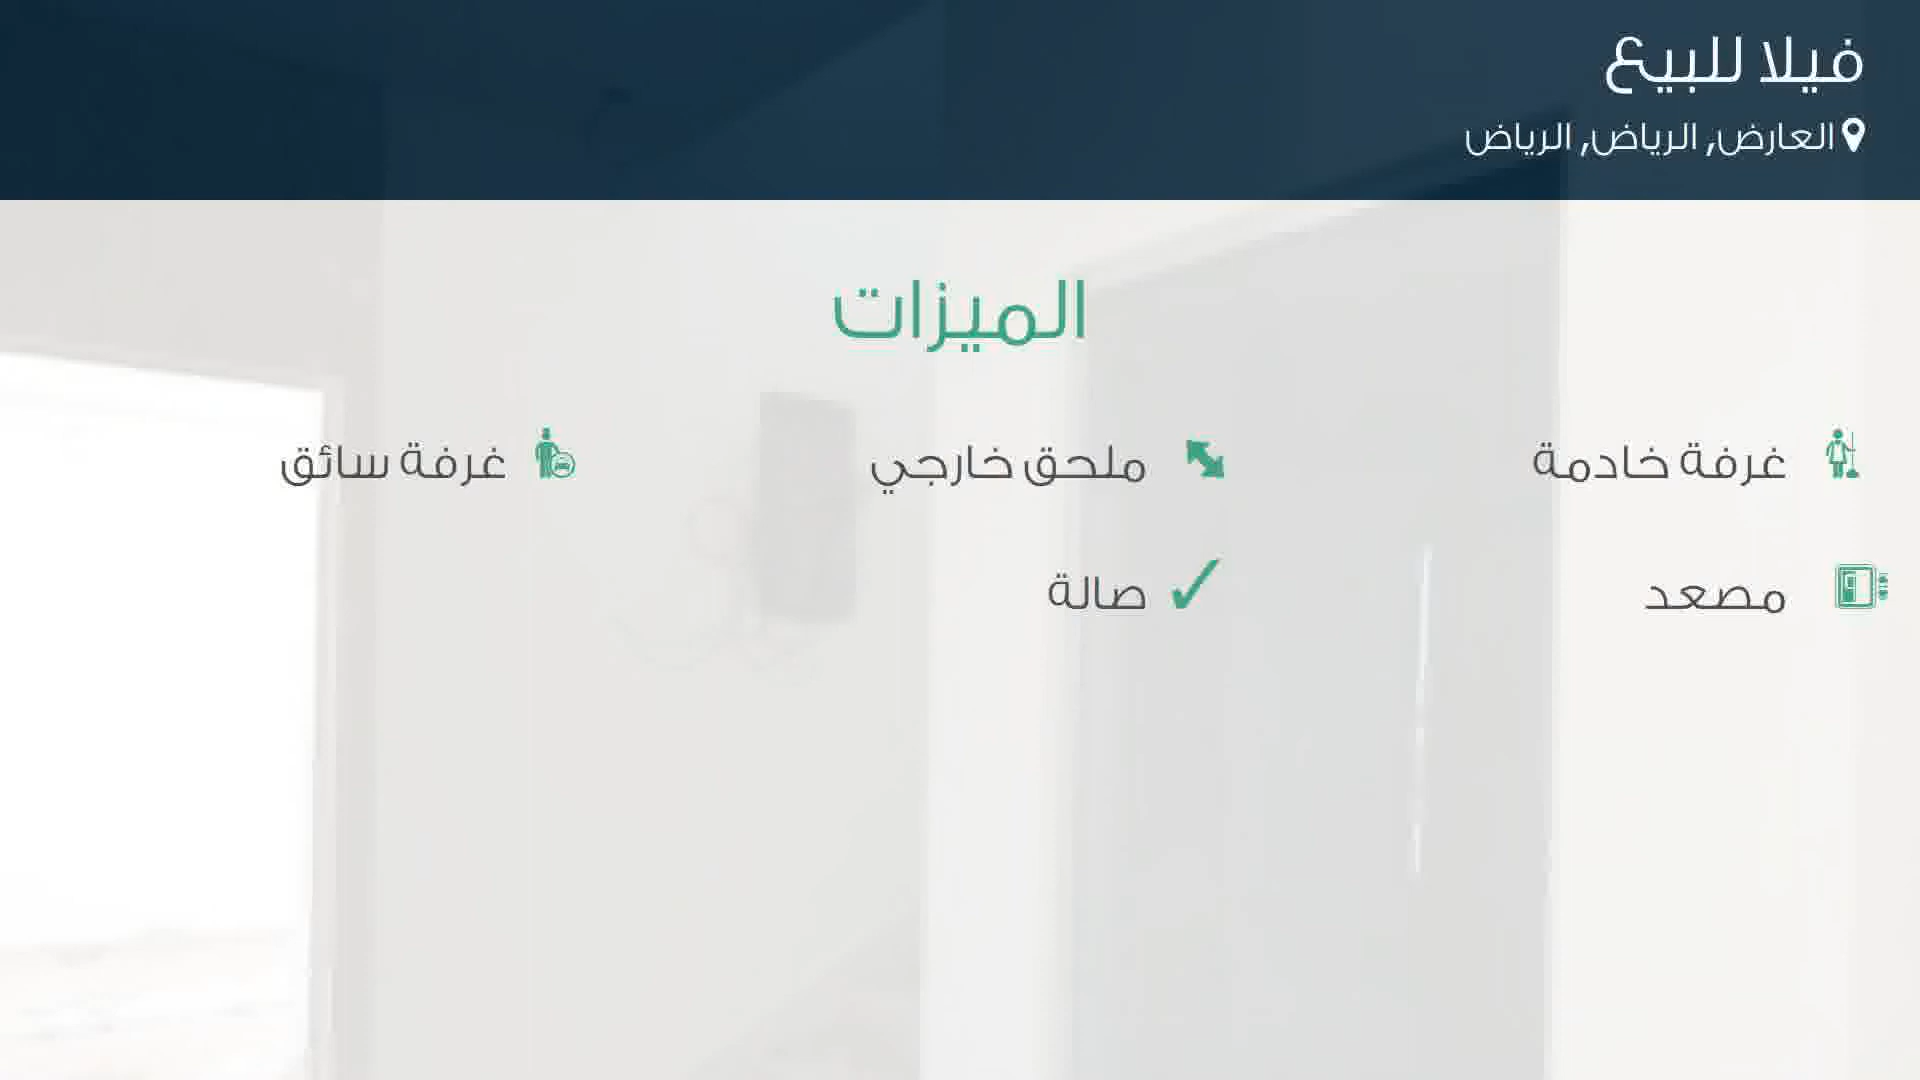 فيلا للبيع
العارض, الرياض, الرياض
الميزات
غرفة خادمة
ملحق خارجي
غرفة سائق
مصعد
صالة